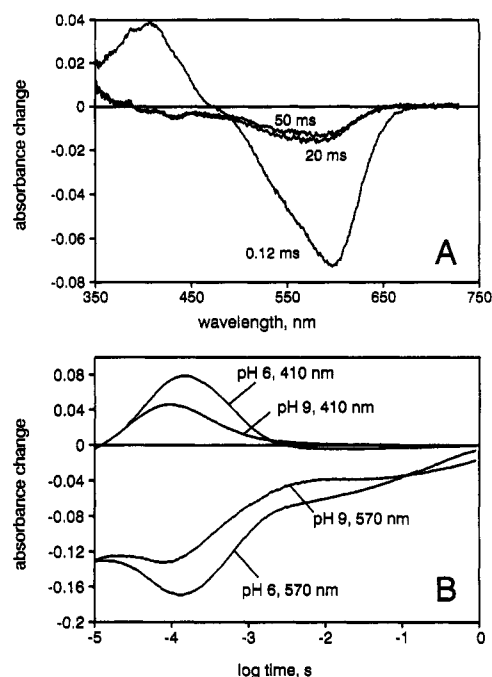 0.04
0.02
0
-0.02
-0.04
-0.06
-0.08
absorbance change
50 ms
20 ms
0.12 ms
A
350
450
550
650
750
wavelength, nm
0.08
0.04
0
-0.04
-0.08
-0.12
-0.16
-0.2
absorbance change
pH 6, 410 nm
pH 9, 410 nm
pH 9, 570 nm
pH 6, 570 nm
B
-5
-4
-3
-2
-1
0
log time, s